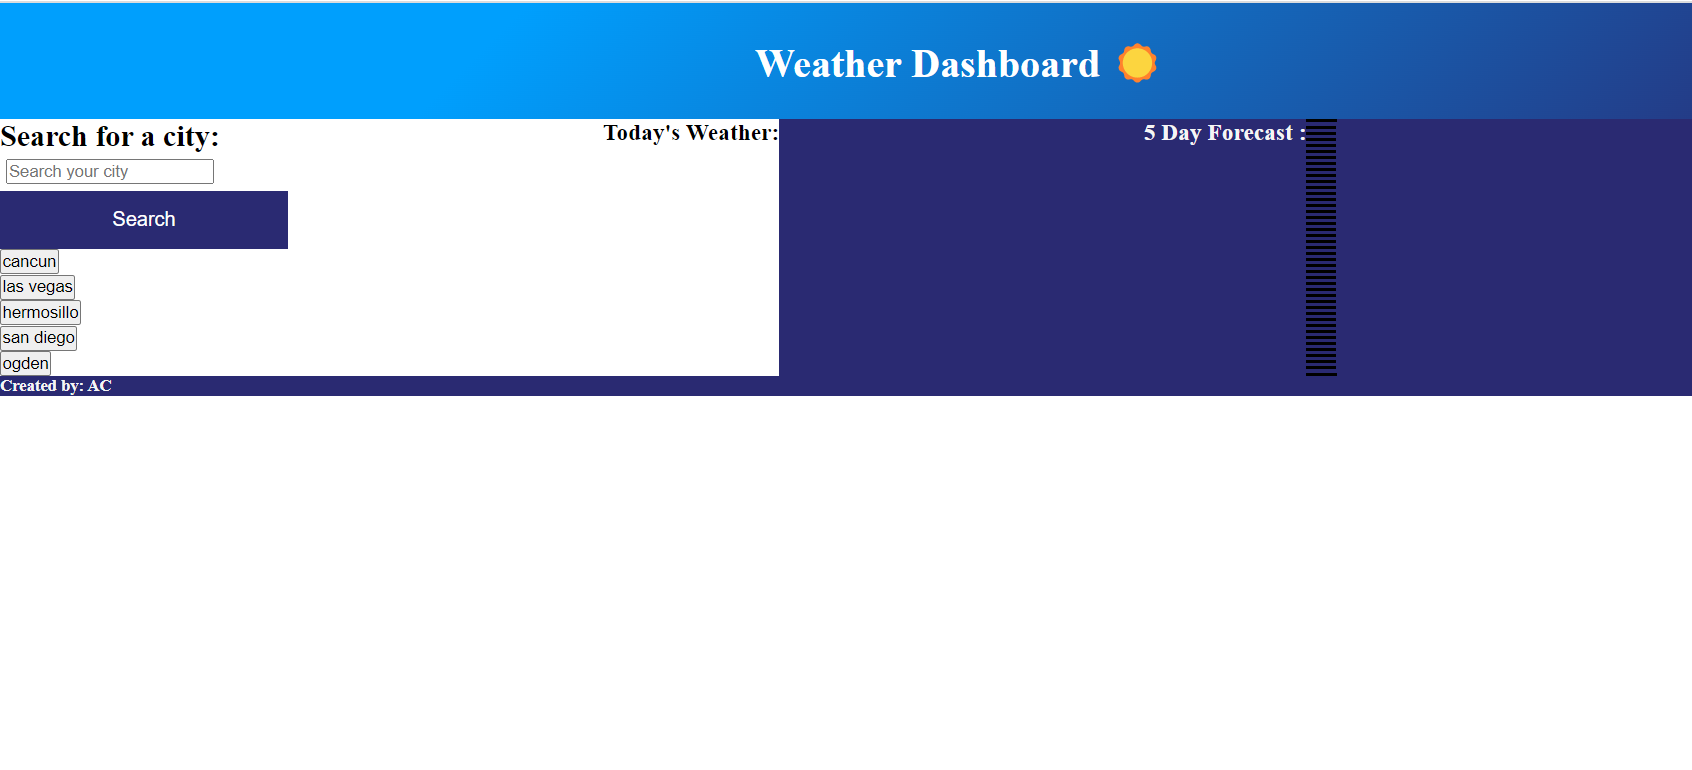 Weather Dashboard
Search for a city:
Search your city
Search
cancun
las vegas
hermosillo
san diego
ogden
Today's Weather:
5 Day Forecast :
Created by: AC